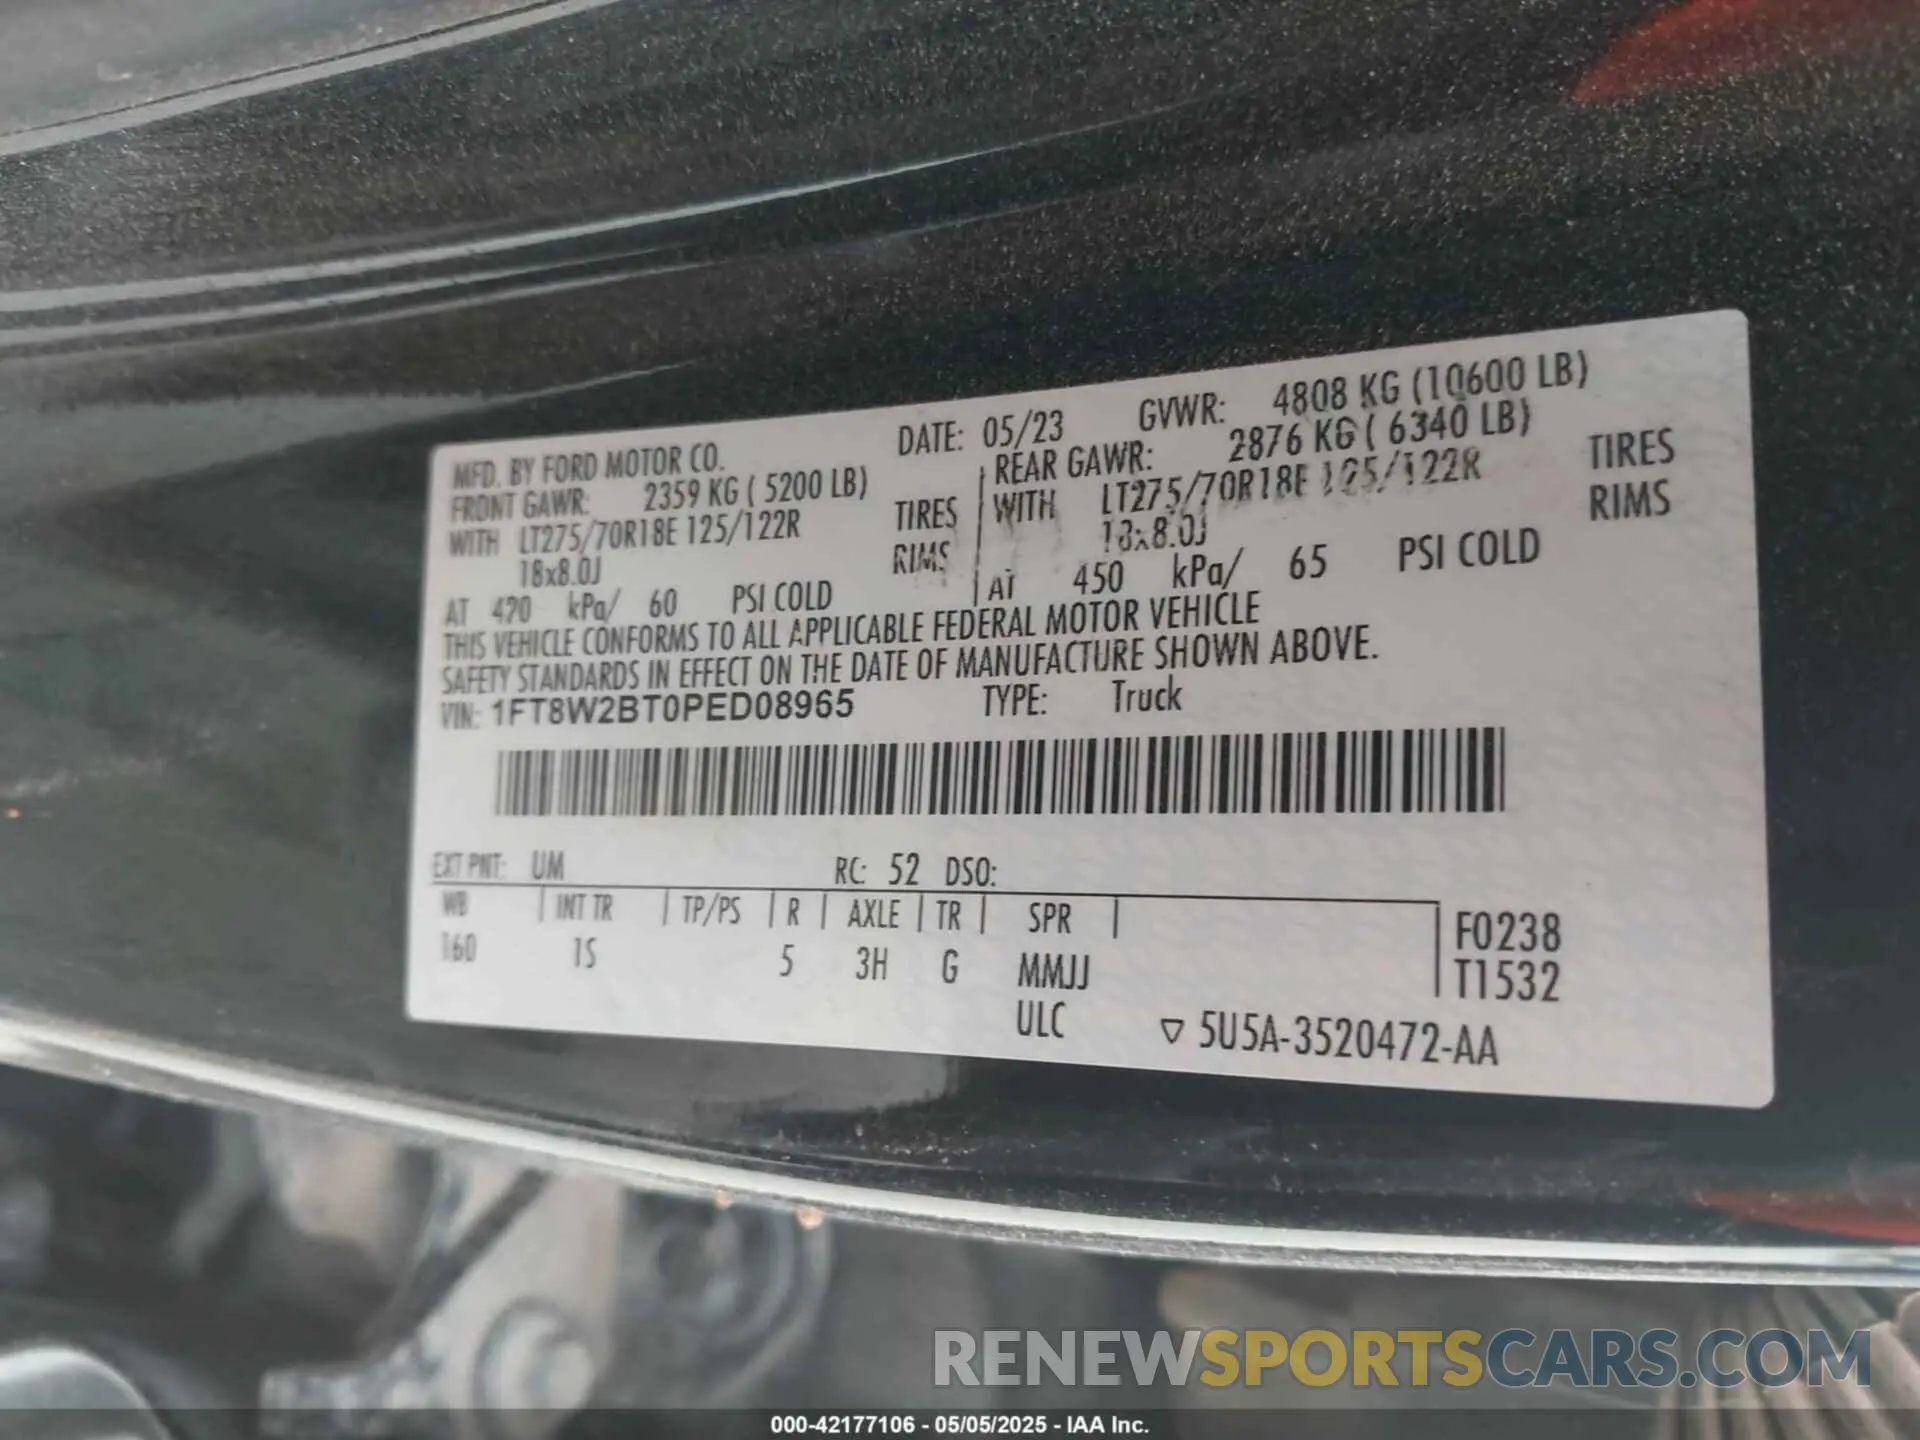 MFD. BY FORD MOTOR CO. DATE: 05/23 GVWR: 4808 KG (10600 LB)
FRONT GAWR: 2359 KG ( 5200 LB) REAR GAWR: 2876 KG ( 6340 LB)
WITH LT275/70R18E 125/122R TIRES WITH LT275/70R18E 125/122R TIRES
18x8.0J RIMS 18x8.0J RIMS
AT 420 kPa/ 60 PSI COLD AT 450 kPa/ 65 PSI COLD
THIS VEHICLE CONFORMS TO ALL APPLICABLE FEDERAL MOTOR VEHICLE
SAFETY STANDARDS IN EFFECT ON THE DATE OF MANUFACTURE SHOWN ABOVE.
VIN: 1FT8W2BT0PED08965 TYPE: Truck
EXT PNT: UM RC: 52 DSO:
WB INT TR TP/PS R AXLE TR SPR F0238
160 1S 5 3H G MMJJ T1532
ULC ▽ 5U5A-3520472-AA
RENEWSPORTSCARS.COM
000-42177106 - 05/05/2025 - IAA Inc.